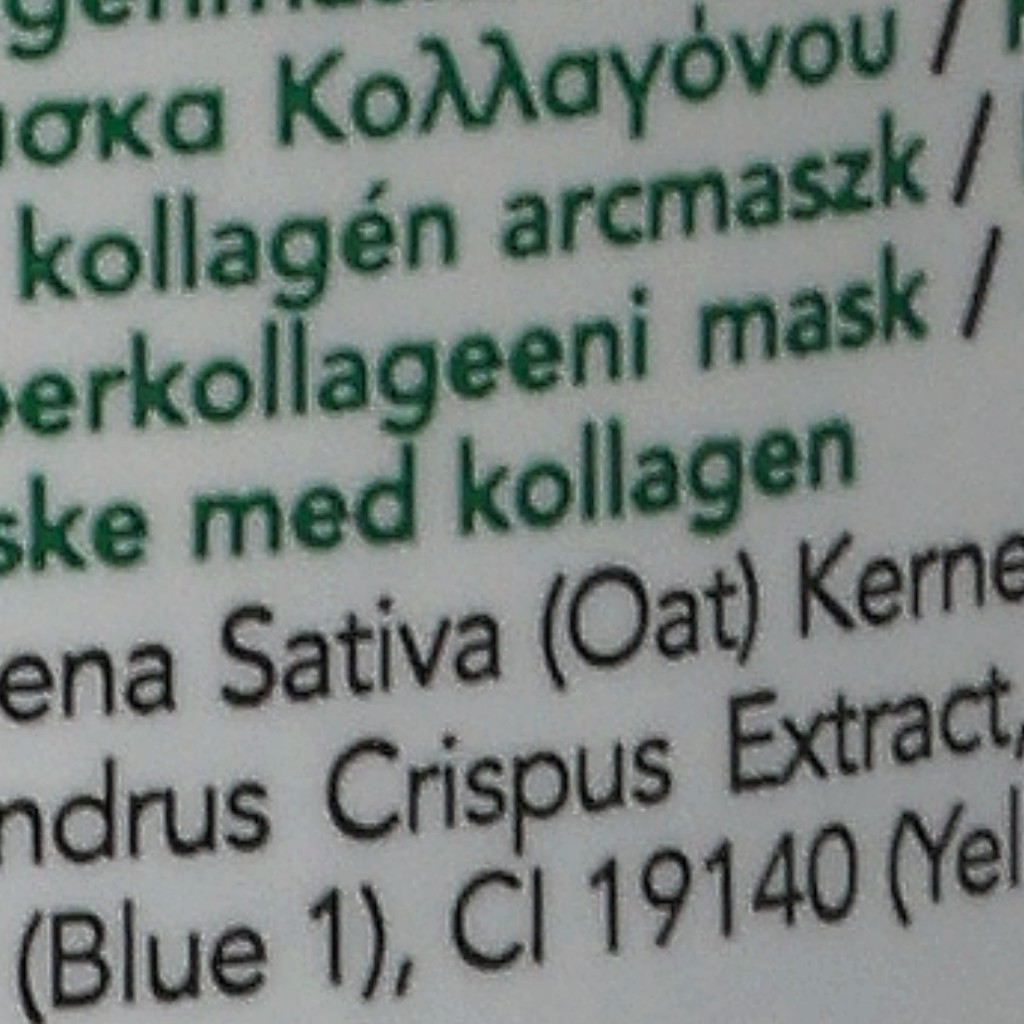 σκα Κολλαγόνου /
kollagén arcmaszk /
erkollageeni mask /
ske med kollagen
ena Sativa (Oat) Kerne
ndrus Crispus Extract,
(Blue 1), CI 19140 (Yel